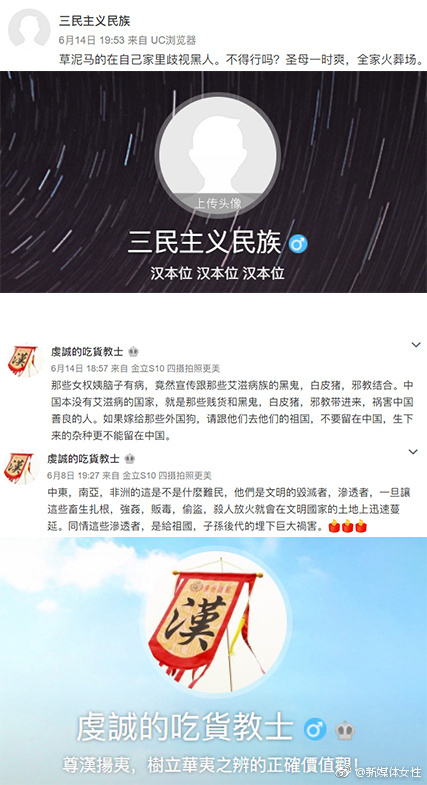 三民主义民族
6月14日 19:53 来自 UC浏览器
草泥马的在自己家里歧视黑人。不得行吗？圣母一时爽，全家火葬场。
上传头像
三民主义民族
汉本位 汉本位 汉本位
虔誠的吃貨教士
6月14日 18:57 来自 金立S10 四摄拍照更美
那些女权姨脑子有病，竟然宣传跟那些艾滋病族的黑鬼，白皮猪，邪教结合。中
国本没有艾滋病的国家，就是那些贱货和黑鬼，白皮猪，邪教带进来，祸害中国
善良的人。如果嫁给那些外国狗，请跟他们去他们的祖国，不要留在中国，生下
来的杂种更不能留在中国。
虔誠的吃貨教士
6月8日 19:27 来自 金立S10 四摄拍照更美
中東，南亞，非洲的這是不是什麼難民，他們是文明的毀滅者，滲透者，一旦讓
這些畜生扎根，強姦，販毒，偷盜，殺人放火就會在文明國家的土地上迅速蔓
延。同情這些滲透者，是給祖國，子孫後代的埋下巨大禍害。
漢
虔誠的吃貨教士
尊漢揚夷，樹立華夷之辨的正確價值觀！
@新媒体女性